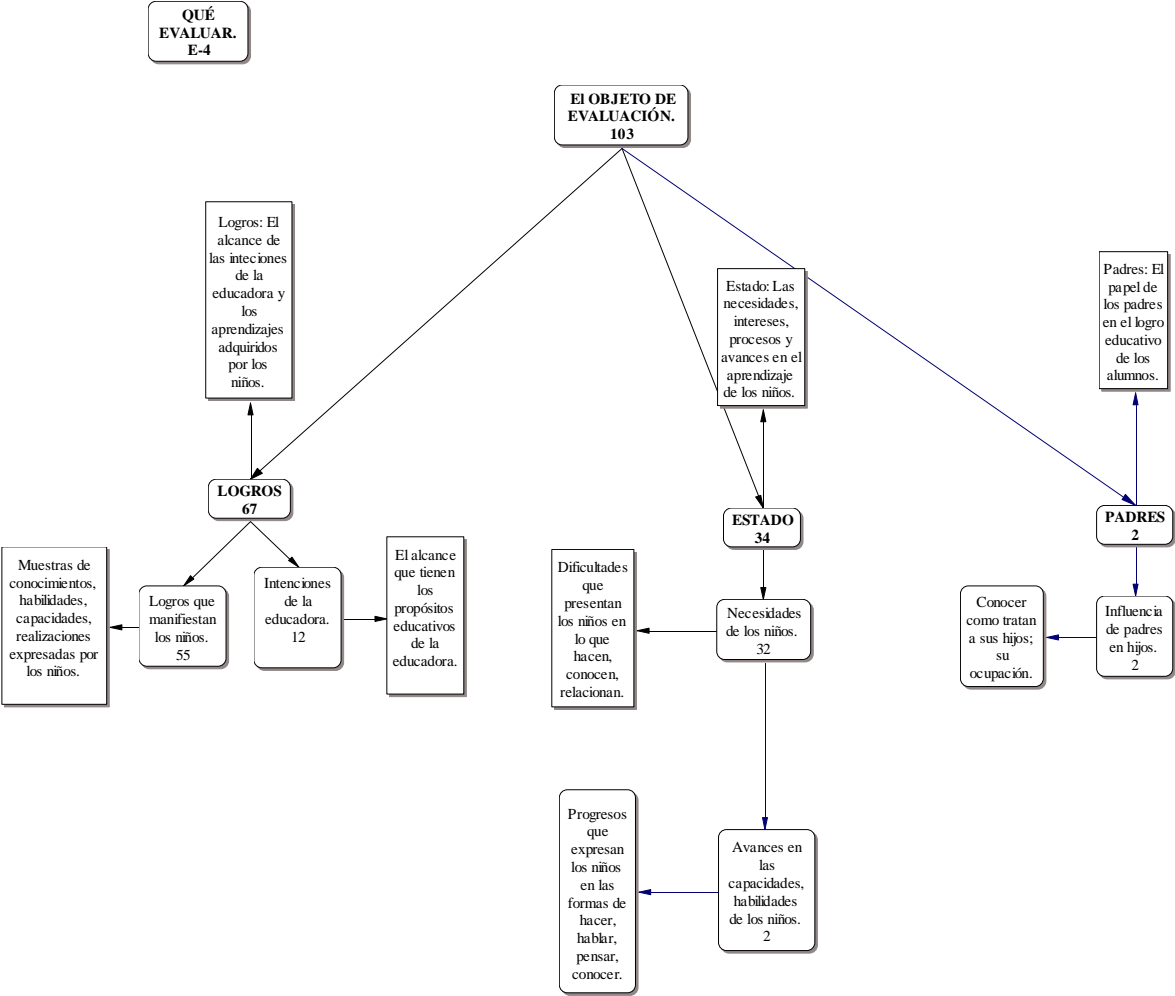 QUÉ
EVALUAR.
E-4
El OBJETO DE
EVALUACIÓN.
103
Logros: El
alcance de
las inteciones
de la
educadora y
los
aprendizajes
adquiridos
por los
niños.
Estado: Las
necesidades,
intereses,
procesos y
avances en el
aprendizaje
de los niños.
Padres: El
papel de
los padres
en el logro
educativo
de los
alumnos.
LOGROS
67
ESTADO
34
PADRES
2
Muestras de
conocimientos,
habilidades,
capacidades,
realizaciones
expresadas por
los niños.
Logros que
manifiestan
los niños.
55
Intenciones
de la
educadora.
12
El alcance
que tienen
los
propósitos
educativos
de la
educadora.
Dificultades
que
presentan
los niños en
lo que
hacen,
conocen,
relacionan.
Necesidades
de los niños.
32
Conocer
como tratan
a sus hijos;
su
ocupación.
Influencia
de padres
en hijos.
2
Progresos
que
expresan
los niños
en las
formas de
hacer,
hablar,
pensar,
conocer.
Avances en
las
capacidades,
habilidades
de los niños.
2